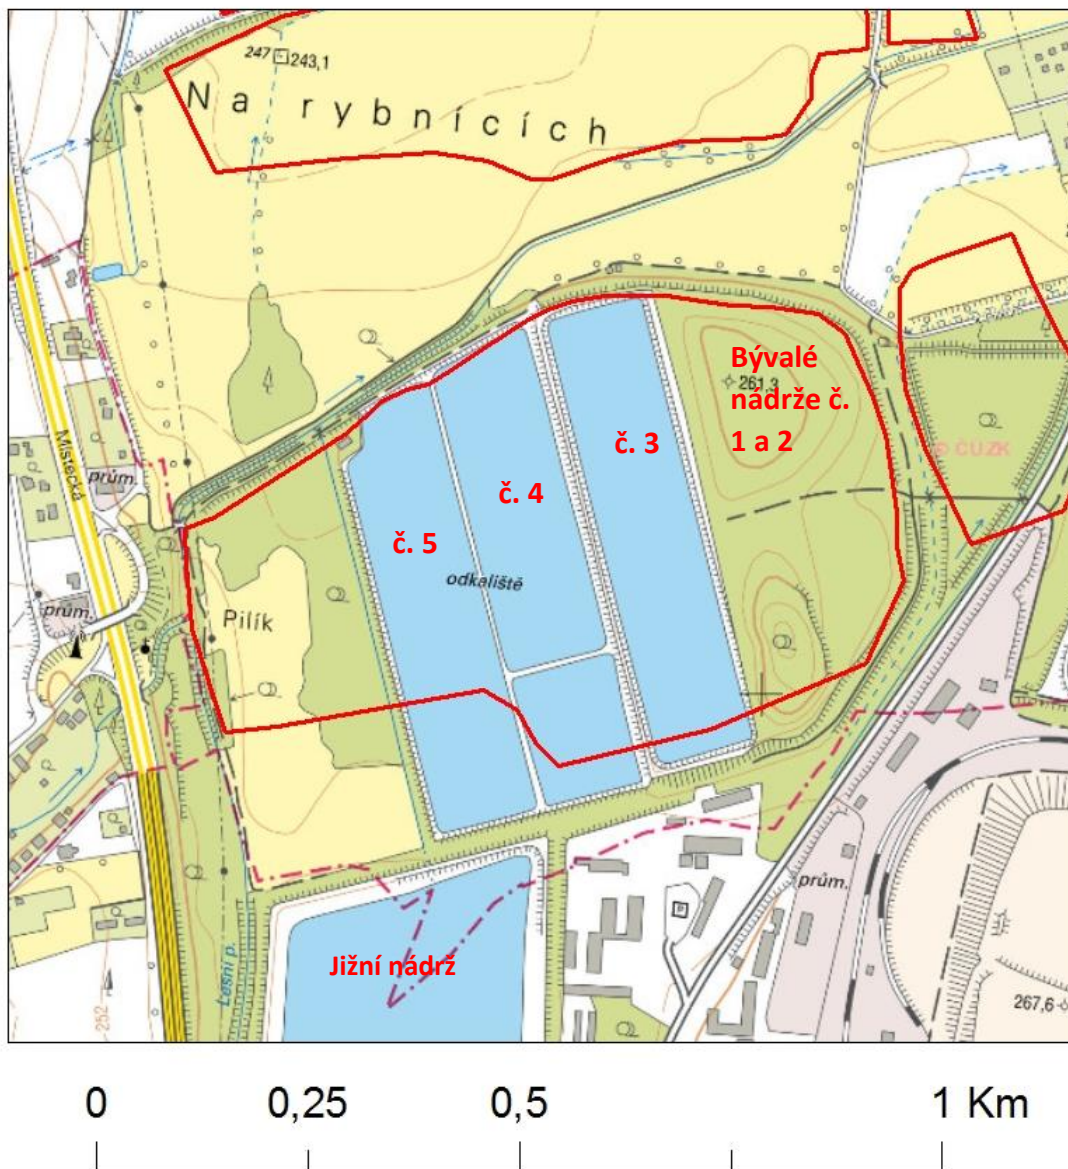 247 243,1
Na rybnících
Bývalé
nádrže č.
1 a 2
261,3
č. 3
č. 4
č. 5
© ČÚZK
Místecká
prům.
odkaliště
prům.
Pilík
prům.
Jižní nádrž
Lesní p.
252
267,6
0 0,25 0,5 1 Km